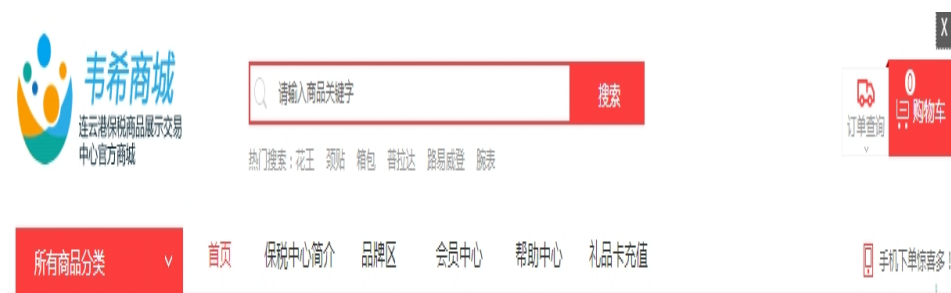 X
韦希商城
连云港保税商品展示交易
中心官方商城
请输入商品关键字
搜索
订单查询
0
购物车
热门搜索：花王 颈贴 箱包 普拉达 路易威登 腕表
所有商品分类
首页 保税中心简介 品牌区 会员中心 帮助中心 礼品卡充值
手机下单惊喜多！